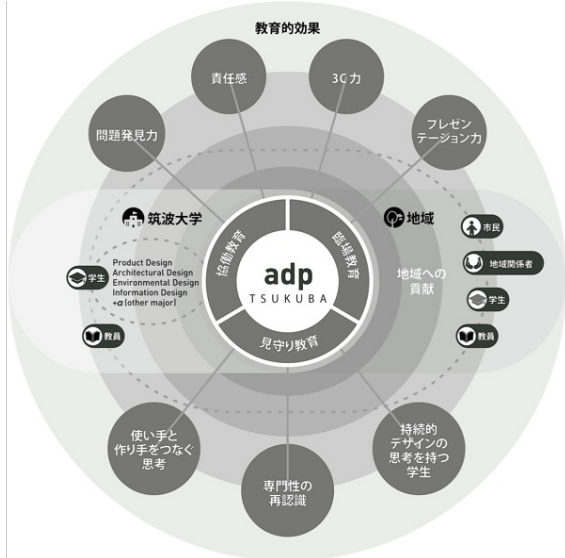 教育的効果
責任感
3C力
問題発見力
プレゼン
テージョン力
筑波大学
地域
協働教育
臨場教育
市民
Product Design
Architectural Design
Environmental Design
Information Design
+α (other major)
学生
adp
TSUKUBA
地域への
貢献
地域関係者
学生
教員
教員
見守り教育
使い手と
作り手をつなぐ
思考
専門性の
再認識
持続的
デザインの
思考を持つ
学生